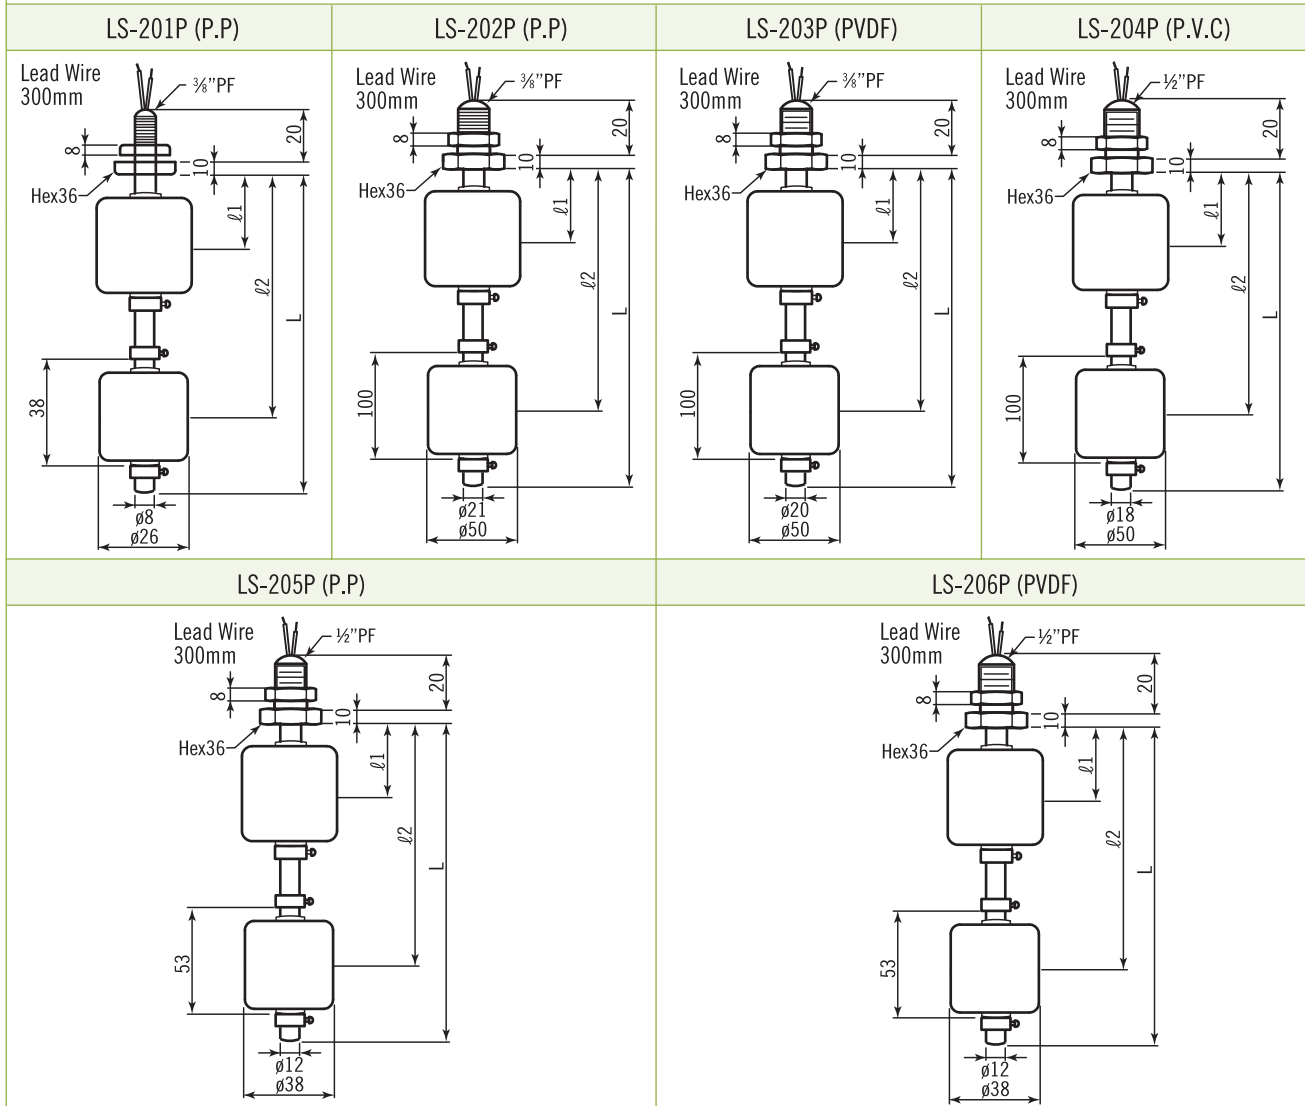 LS-201P (P.P)
LS-202P (P.P)
LS-203P (PVDF)
LS-204P (P.V.C)
Lead Wire
300mm
⅜”PF
20
8
10
Hex36
ℓ1
ℓ2
L
38
ø8
ø26
Lead Wire
300mm
⅜”PF
20
8
10
Hex36
ℓ1
ℓ2
L
100
ø21
ø50
Lead Wire
300mm
⅜”PF
20
8
10
Hex36
ℓ1
ℓ2
L
100
ø20
ø50
Lead Wire
300mm
½”PF
20
8
10
Hex36
ℓ1
ℓ2
L
100
ø18
ø50
LS-205P (P.P)
LS-206P (PVDF)
Lead Wire
300mm
½”PF
20
8
10
Hex36
ℓ1
ℓ2
L
53
ø12
ø38
Lead Wire
300mm
½”PF
20
8
10
Hex36
ℓ1
ℓ2
L
53
ø12
ø38